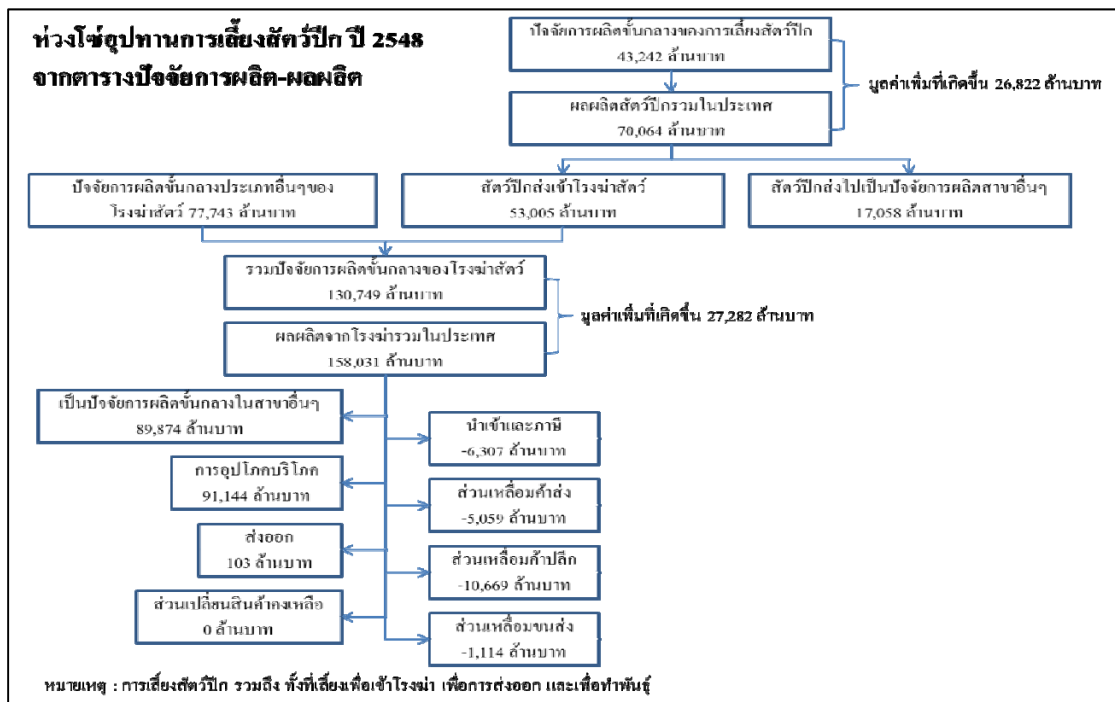 ห่วงโซ่อุปทานการเลี้ยงสัตว์ปีก ปี 2548
จากตารางปัจจัยการผลิต-ผลผลิต
ปัจจัยการผลิตขั้นกลางของการเลี้ยงสัตว์ปีก
43,242 ล้านบาท
มูลค่าเพิ่มที่เกิดขึ้น 26,822 ล้านบาท
ผลผลิตสัตว์ปีกรวมในประเทศ
70,064 ล้านบาท
ปัจจัยการผลิตขั้นกลางประเภทอื่นๆของ
โรงฆ่าสัตว์ 77,743 ล้านบาท
สัตว์ปีกส่งเข้าโรงฆ่าสัตว์
53,005 ล้านบาท
สัตว์ปีกส่งไปเป็นปัจจัยการผลิตสาขาอื่นๆ
17,058 ล้านบาท
รวมปัจจัยการผลิตขั้นกลางของโรงฆ่าสัตว์
130,749 ล้านบาท
มูลค่าเพิ่มที่เกิดขึ้น 27,282 ล้านบาท
ผลผลิตจากโรงฆ่ารวมในประเทศ
158,031 ล้านบาท
เป็นปัจจัยการผลิตขั้นกลางในสาขาอื่นๆ
89,874 ล้านบาท
นำเข้าและภาษี
-6,307 ล้านบาท
การอุปโภคบริโภค
91,144 ล้านบาท
ส่วนเหลื่อมค้าส่ง
-5,059 ล้านบาท
ส่งออก
103 ล้านบาท
ส่วนเหลื่อมค้าปลีก
-10,669 ล้านบาท
ส่วนเปลี่ยนสินค้าคงเหลือ
0 ล้านบาท
ส่วนเหลื่อมขนส่ง
-1,114 ล้านบาท
หมายเหตุ : การเลี้ยงสัตว์ปีก รวมถึง ทั้งที่เลี้ยงเพื่อเข้าโรงฆ่า เพื่อการส่งออก และเพื่อทำพันธุ์